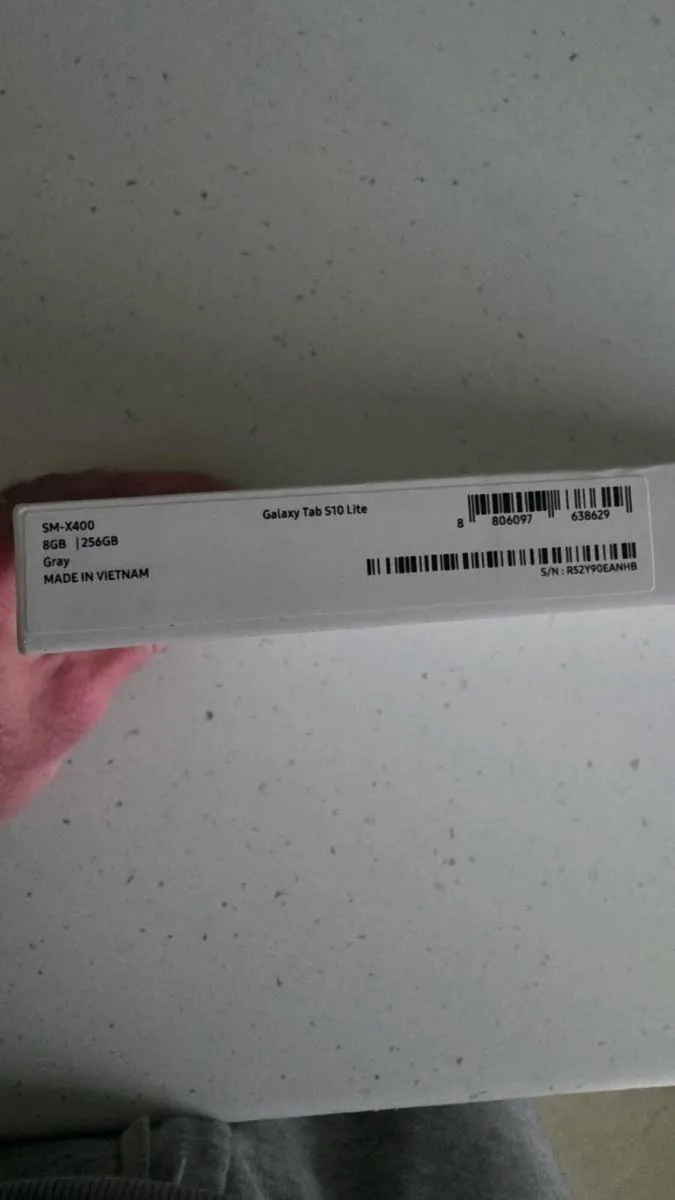 SM-X400
8GB | 256GB
Gray
MADE IN VIETNAM
Galaxy Tab S10 Lite
8 806097 638629
S/N : R52Y90EANHB